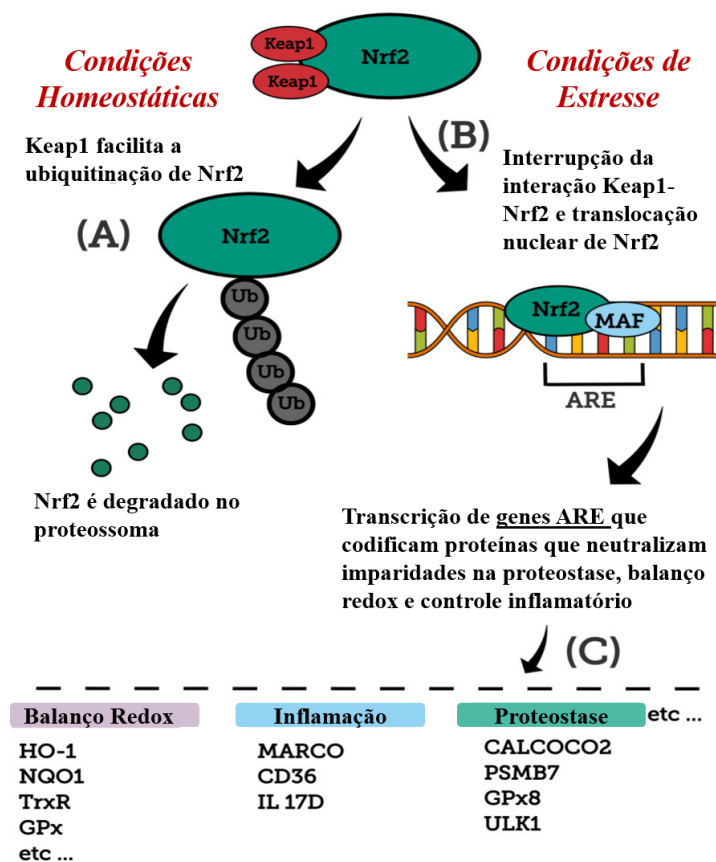 Keap1
Keap1
Nrf2
Condições
Homeostáticas
Condições de
Estresse
Keap1 facilita a
ubiquitinação de Nrf2
(B)
Interrupção da
interação Keap1-
Nrf2 e translocação
nuclear de Nrf2
(A)
Nrf2
Ub
Ub
Ub
Ub
Nrf2
MAF
ARE
Nrf2 é degradado no
proteossoma
Transcrição de genes ARE que
codificam proteínas que neutralizam
imparidades na proteostase, balanço
redox e controle inflamatório
(C)
Balanço Redox
HO-1
NQO1
TrxR
GPx
etc ...
Inflamação
MARCO
CD36
IL 17D
Proteostase
CALCOCO2
PSMB7
GPx8
ULK1
etc ...